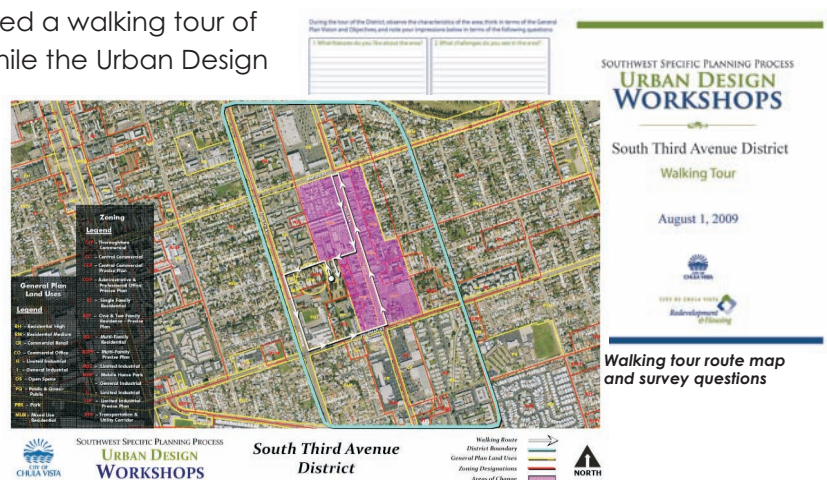 ed a walking tour of
hile the Urban Design
During the tour of the District, observe the characteristics of the area; think in terms of the General
Plan Vision and Objectives, and note your impressions below in terms of the following questions:
1. What features do you like about the area?
2. What challenges do you see in the area?
SOUTHWEST SPECIFIC PLANNING PROCESS
URBAN DESIGN
WORKSHOPS
South Third Avenue District
Walking Tour
August 1, 2009
CITY OF
CHULA VISTA
CITY OF CHULA VISTA
Redevelopment
& Housing
Walking tour route map
and survey questions
Zoning
Legend
Thoroughfare
Commercial
Central Commercial
Central Commercial
Precise Plan
Administrative &
Professional Office
Precise Plan
Single Family
Residential
One & Two Family
Residence - Precise
Plan
Multi-Family
Residential
Multi-Family
Precise Plan
Limited Industrial
Mobile Home Park
General Industrial
Limited Industrial
Limited Industrial
Precise Plan
Transportation &
Utility Corridor
General Plan
Land Uses
Legend
RH - Residential High
RM - Residential Medium
CR - Commercial Retail
CO - Commercial Office
IL - Limited Industrial
I - General Industrial
OS - Open Space
PQ - Public & Quasi-
Public
PRK - Park
MUR - Mixed Use
Residential
CITY OF
CHULA VISTA
SOUTHWEST SPECIFIC PLANNING PROCESS
URBAN DESIGN
WORKSHOPS
South Third Avenue
District
Walking Route
District Boundary
General Plan Land Uses
Zoning Designations
Areas of Change
NORTH